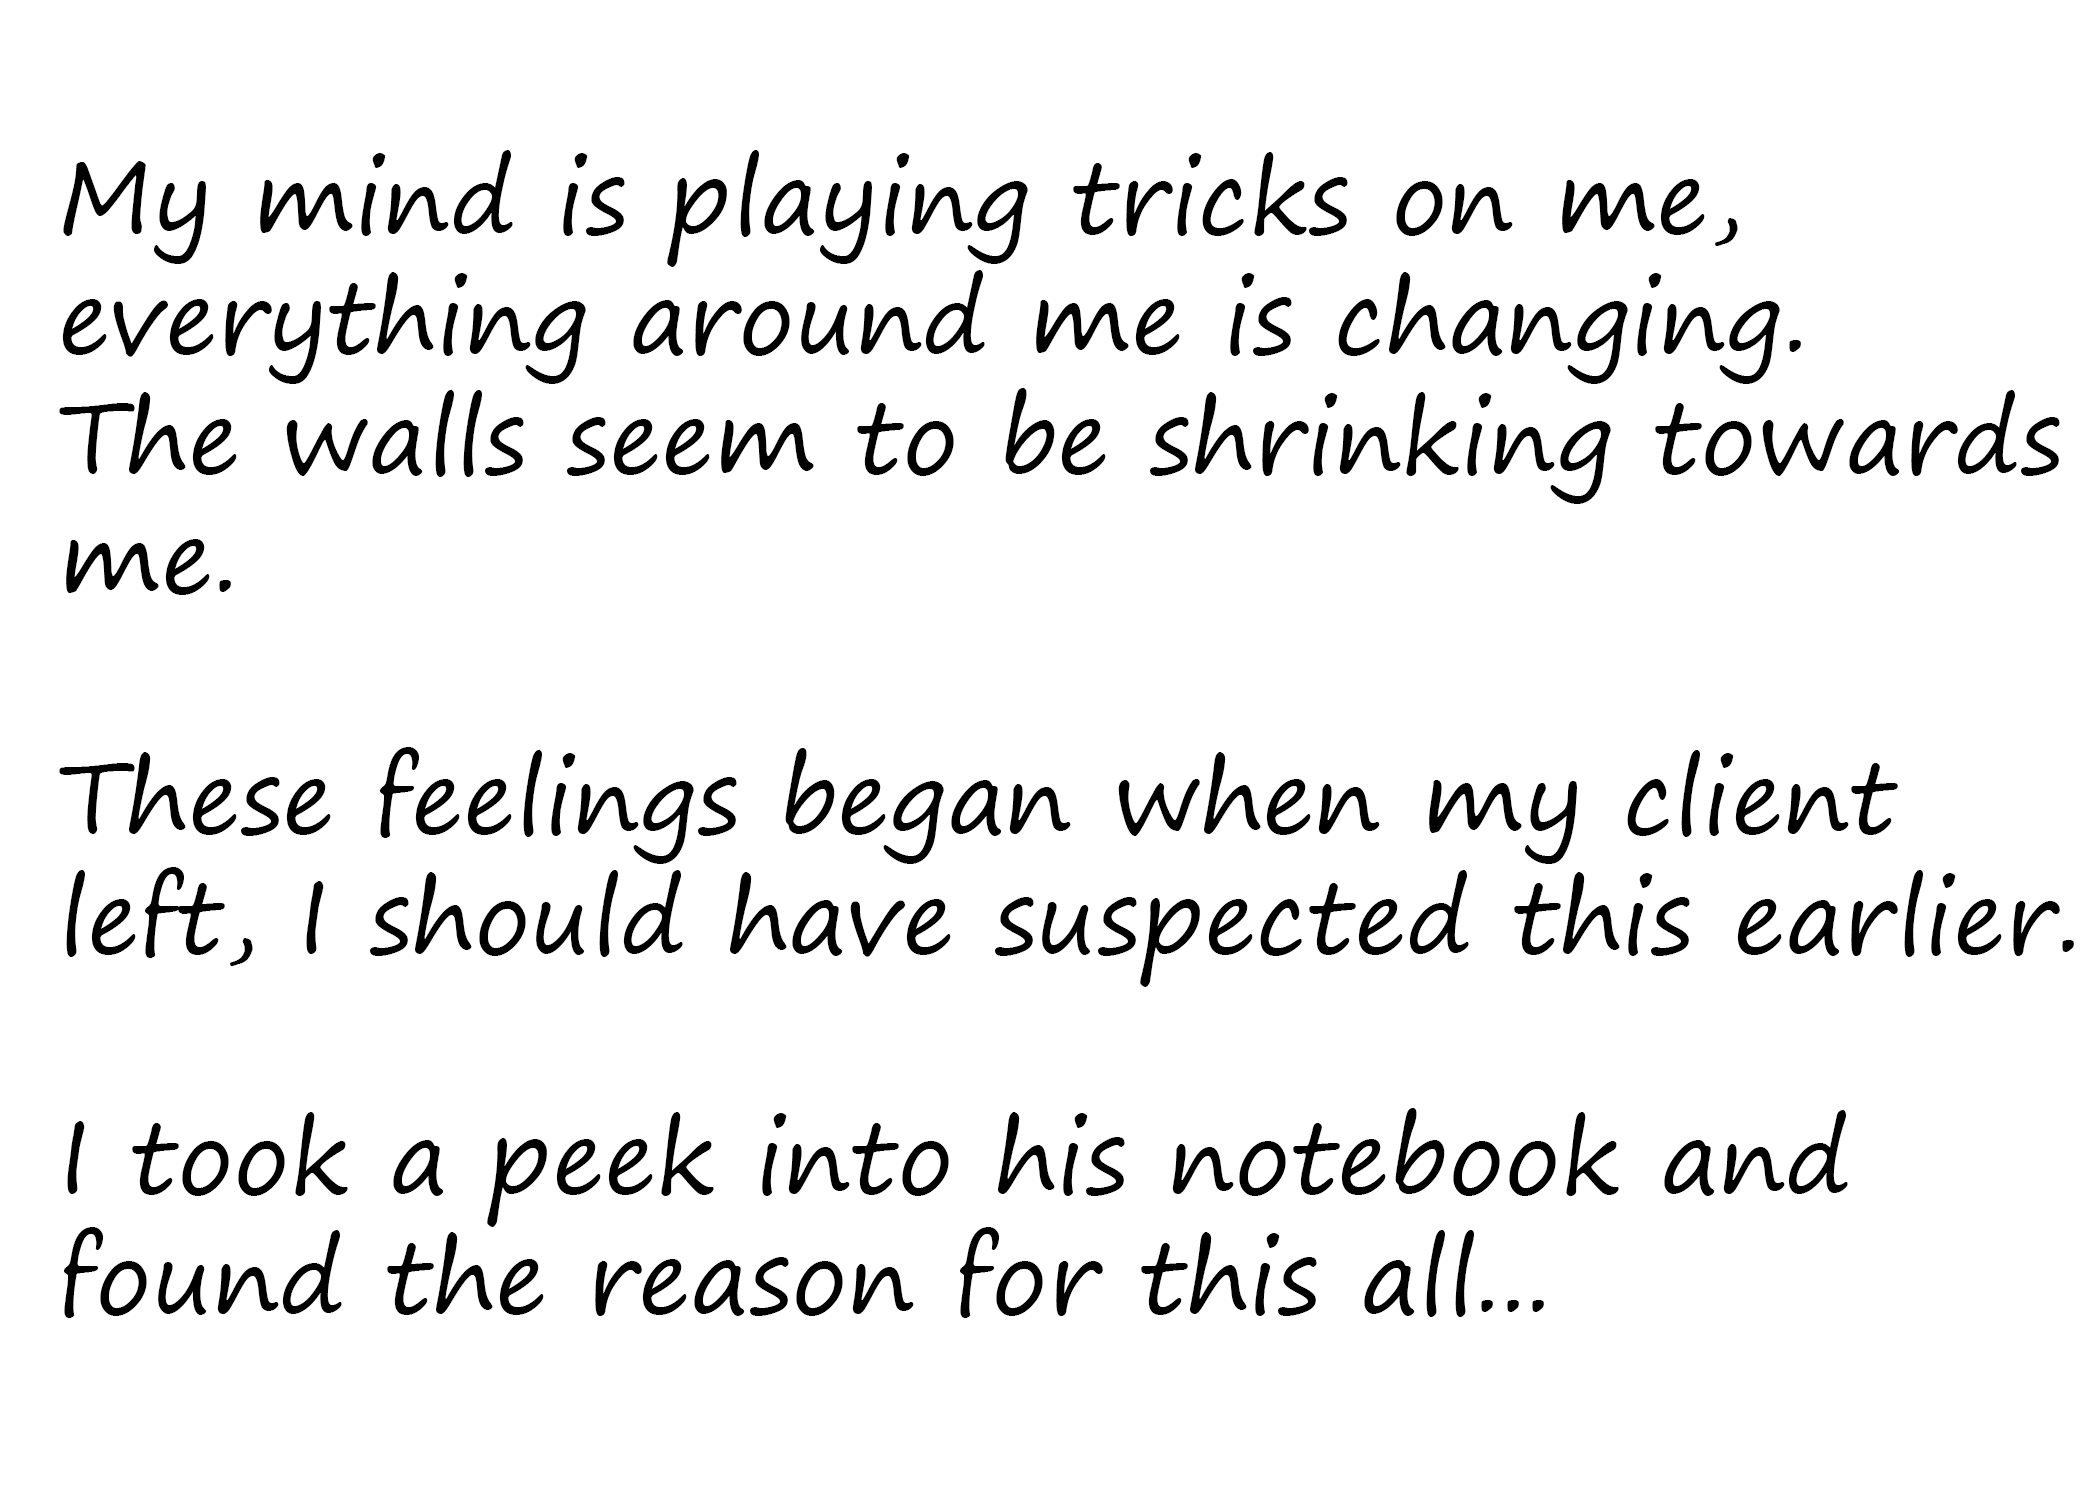 My mind is playing tricks on me,
everything around me is changing.
The walls seem to be shrinking towards
me.
These feelings began when my client
left, I should have suspected this earlier.
I took a peek into his notebook and
found the reason for this all...